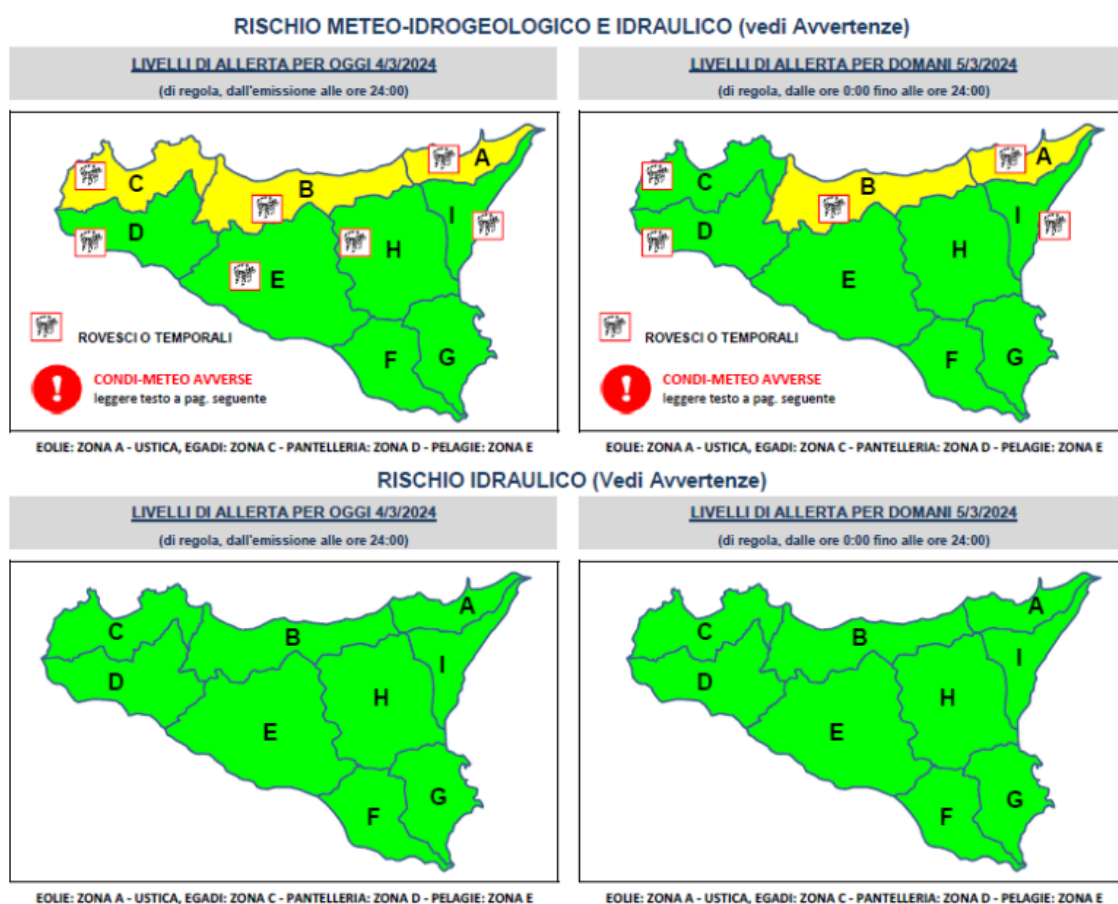 RISCHIO METEO-IDROGEOLOGICO E IDRAULICO (vedi Avvertenze)
LIVELLI DI ALLERTA PER OGGI 4/3/2024
(di regola, dall'emissione alle ore 24:00)
LIVELLI DI ALLERTA PER DOMANI 5/3/2024
(di regola, dalle ore 0:00 fino alle ore 24:00)
A
C
B
D
I
H
E
F
G
ROVESCI O TEMPORALI
!
CONDI-METEO AVVERSE
leggere testo a pag. seguente
A
C
B
D
I
H
E
F
G
ROVESCI O TEMPORALI
!
CONDI-METEO AVVERSE
leggere testo a pag. seguente
EOLIE: ZONA A - USTICA, EGADI: ZONA C - PANTELLERIA: ZONA D - PELAGIE: ZONA E
EOLIE: ZONA A - USTICA, EGADI: ZONA C - PANTELLERIA: ZONA D - PELAGIE: ZONA E
RISCHIO IDRAULICO (Vedi Avvertenze)
LIVELLI DI ALLERTA PER OGGI 4/3/2024
(di regola, dall'emissione alle ore 24:00)
LIVELLI DI ALLERTA PER DOMANI 5/3/2024
(di regola, dalle ore 0:00 fino alle ore 24:00)
A
C
B
D
I
H
E
F
G
A
C
B
D
I
H
E
F
G
EOLIE: ZONA A - USTICA, EGADI: ZONA C - PANTELLERIA: ZONA D - PELAGIE: ZONA E
EOLIE: ZONA A - USTICA, EGADI: ZONA C - PANTELLERIA: ZONA D - PELAGIE: ZONA E